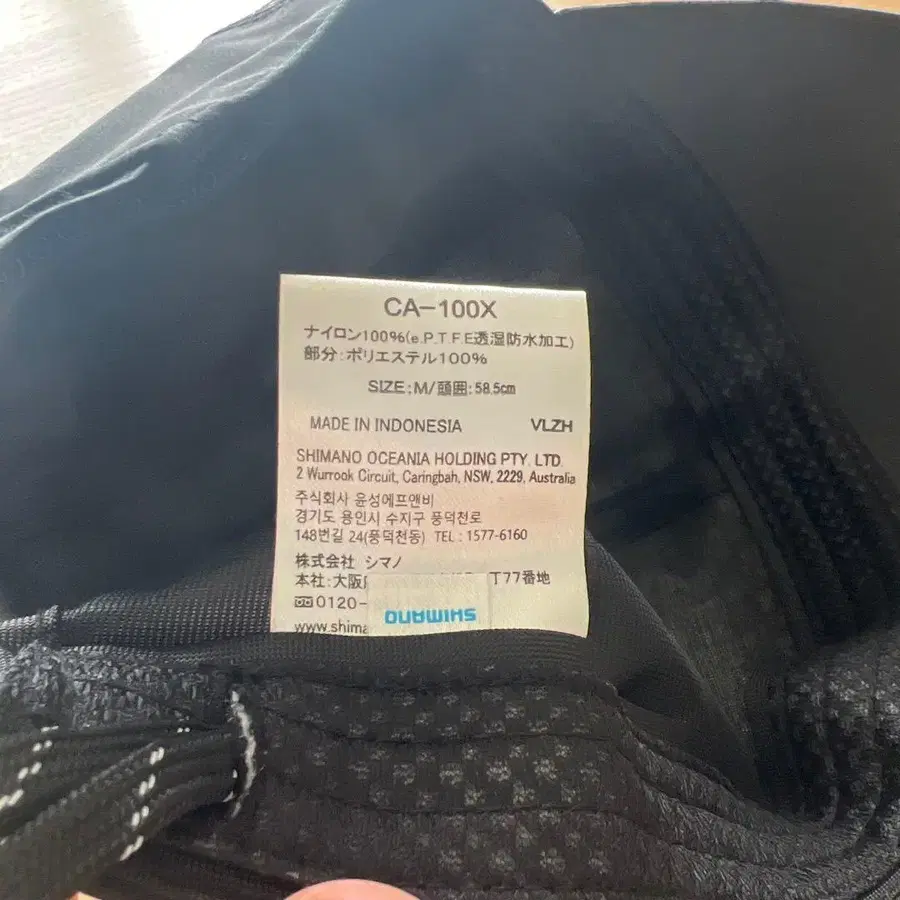 CA-100X
ナイロン100%(e.P.T.F.E透湿防水加工)
部分:ポリエステル100%
SIZE:M/頭囲:58.5cm
MADE IN INDONESIA VLZH
SHIMANO OCEANIA HOLDING PTY. LTD.
2 Wurrook Circuit, Caringbah, NSW, 2229, Australia
주식회사 윤성에프앤비
경기도 용인시 수지구 풍덕천로
148번길 24(풍덕천동) TEL : 1577-6160
株式会社 シマノ
本社:大阪 丁77番地
0120-
www.shima
SHIMANO